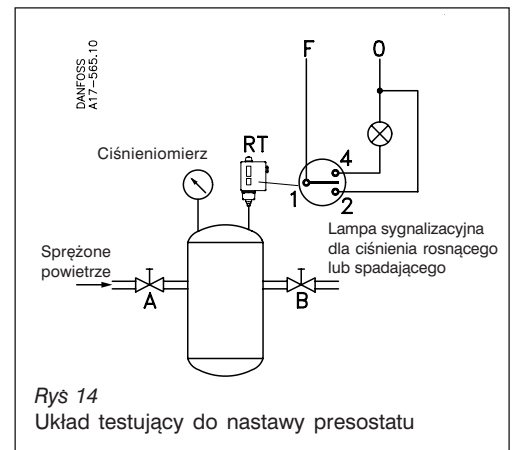 DANFOSS
A17-565.10
F
0
Ciśnieniomierz
RT
4
1
2
Lampa sygnalizacyjna
dla ciśnienia rosnącego
lub spadającego
Sprężone
powietrze
A
B
Ryś 14
Układ testujący do nastawy presostatu